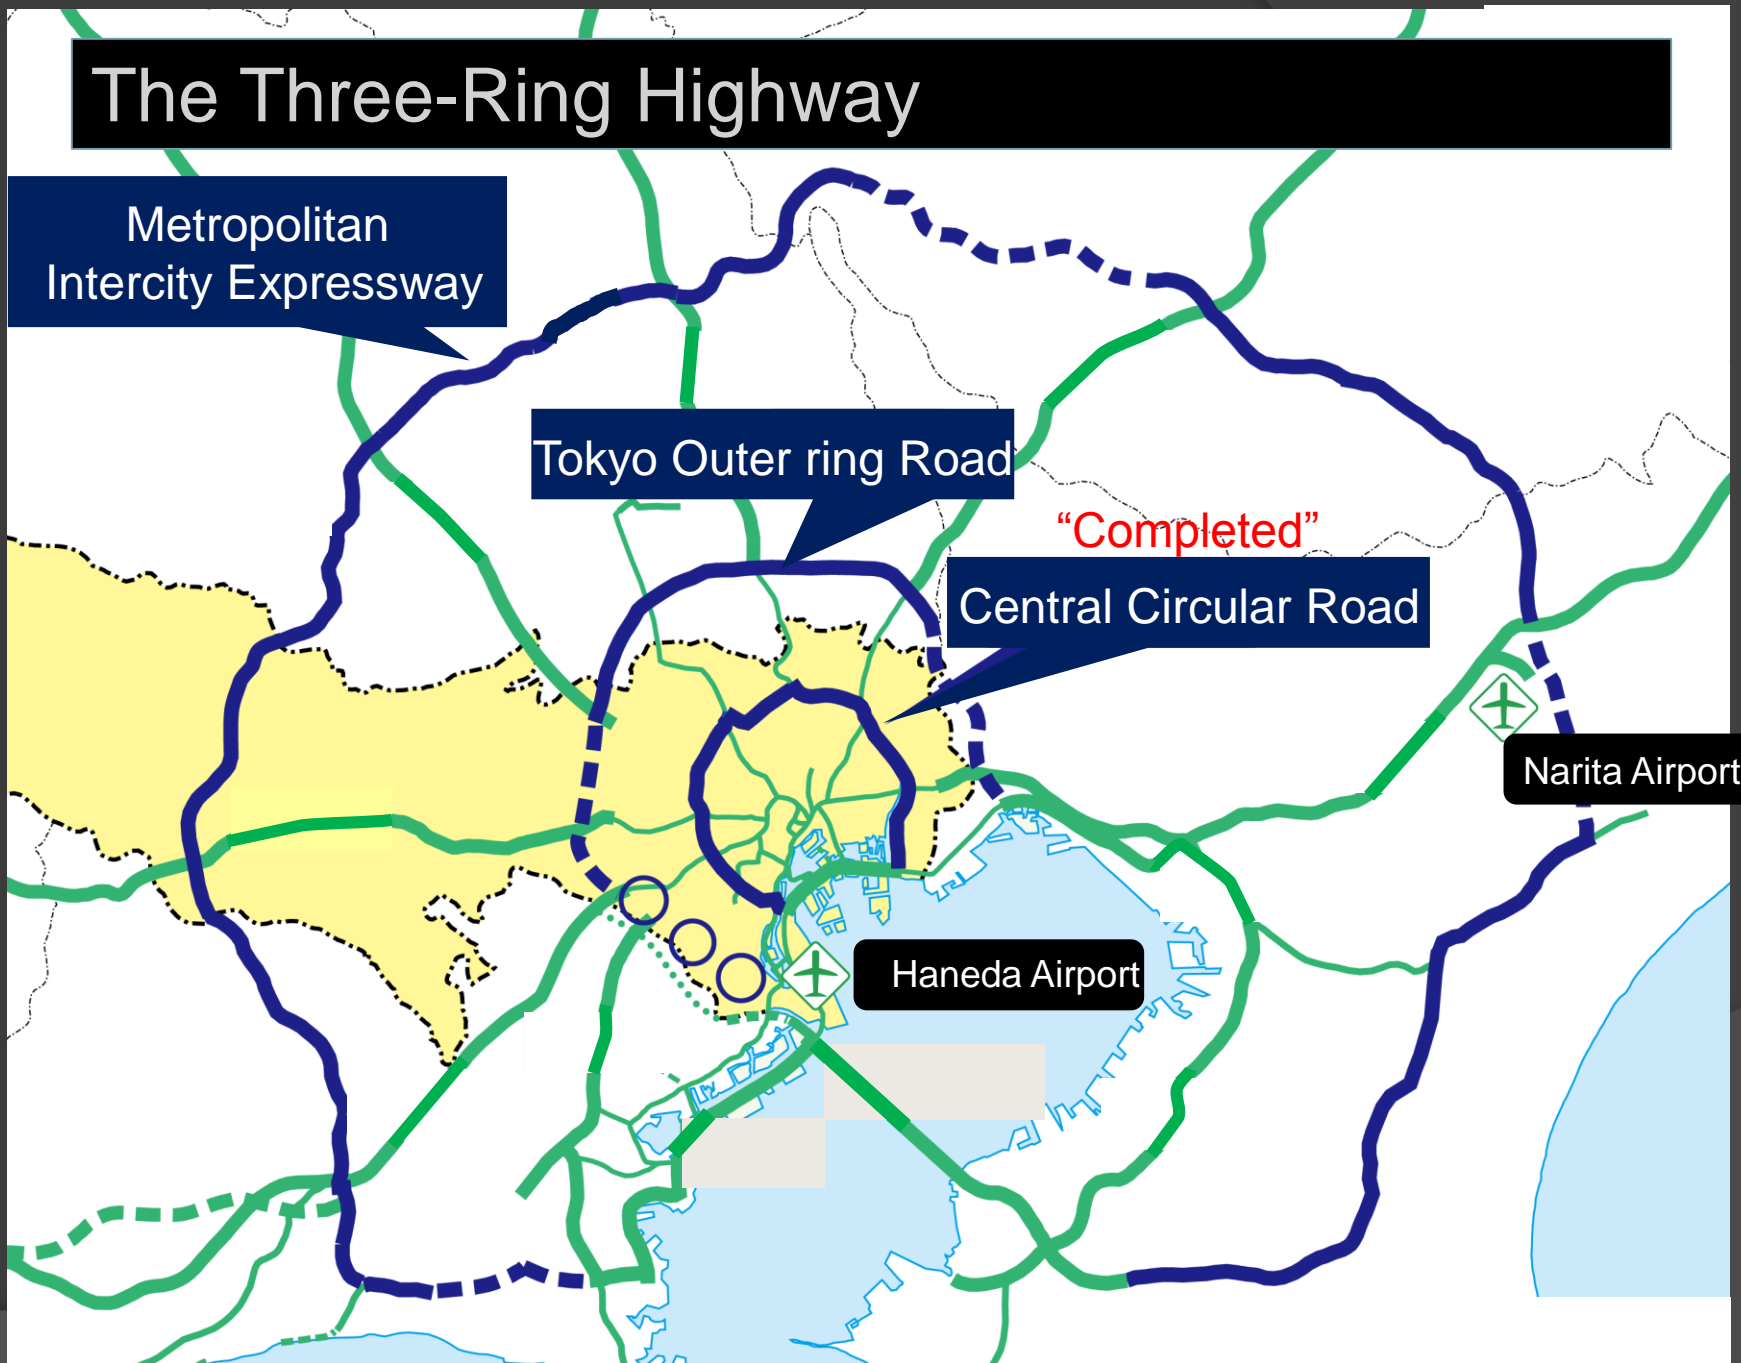 The Three-Ring Highway
Metropolitan
Intercity Expressway
Tokyo Outer ring Road
“Completed”
Central Circular Road
Narita Airport
Haneda Airport